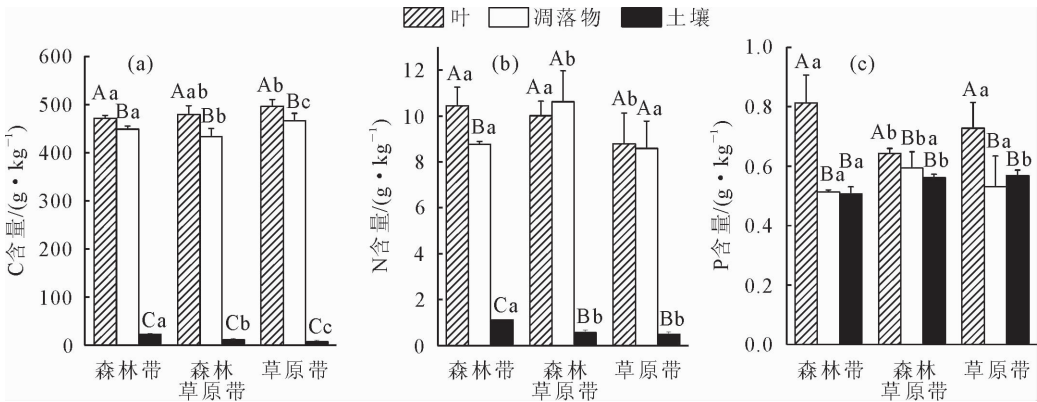 叶 凋落物 土壤
(a)
C含量/(g·kg⁻¹)
600
500
400
300
200
100
0
Aa Ba Ca
Aab Bb Cb
Ab Bc Cc
森林带 森林草原带 草原带
(b)
N含量/(g·kg⁻¹)
12
10
8
6
4
2
0
Aa Ba Ca
Aa Ab Bb
Ab Aa Bb
森林带 森林草原带 草原带
(c)
P含量/(g·kg⁻¹)
1.0
0.8
0.6
0.4
0.2
0.0
Aa Ba Ba
Ab Bba Bb
Aa Ba Bb
森林带 森林草原带 草原带